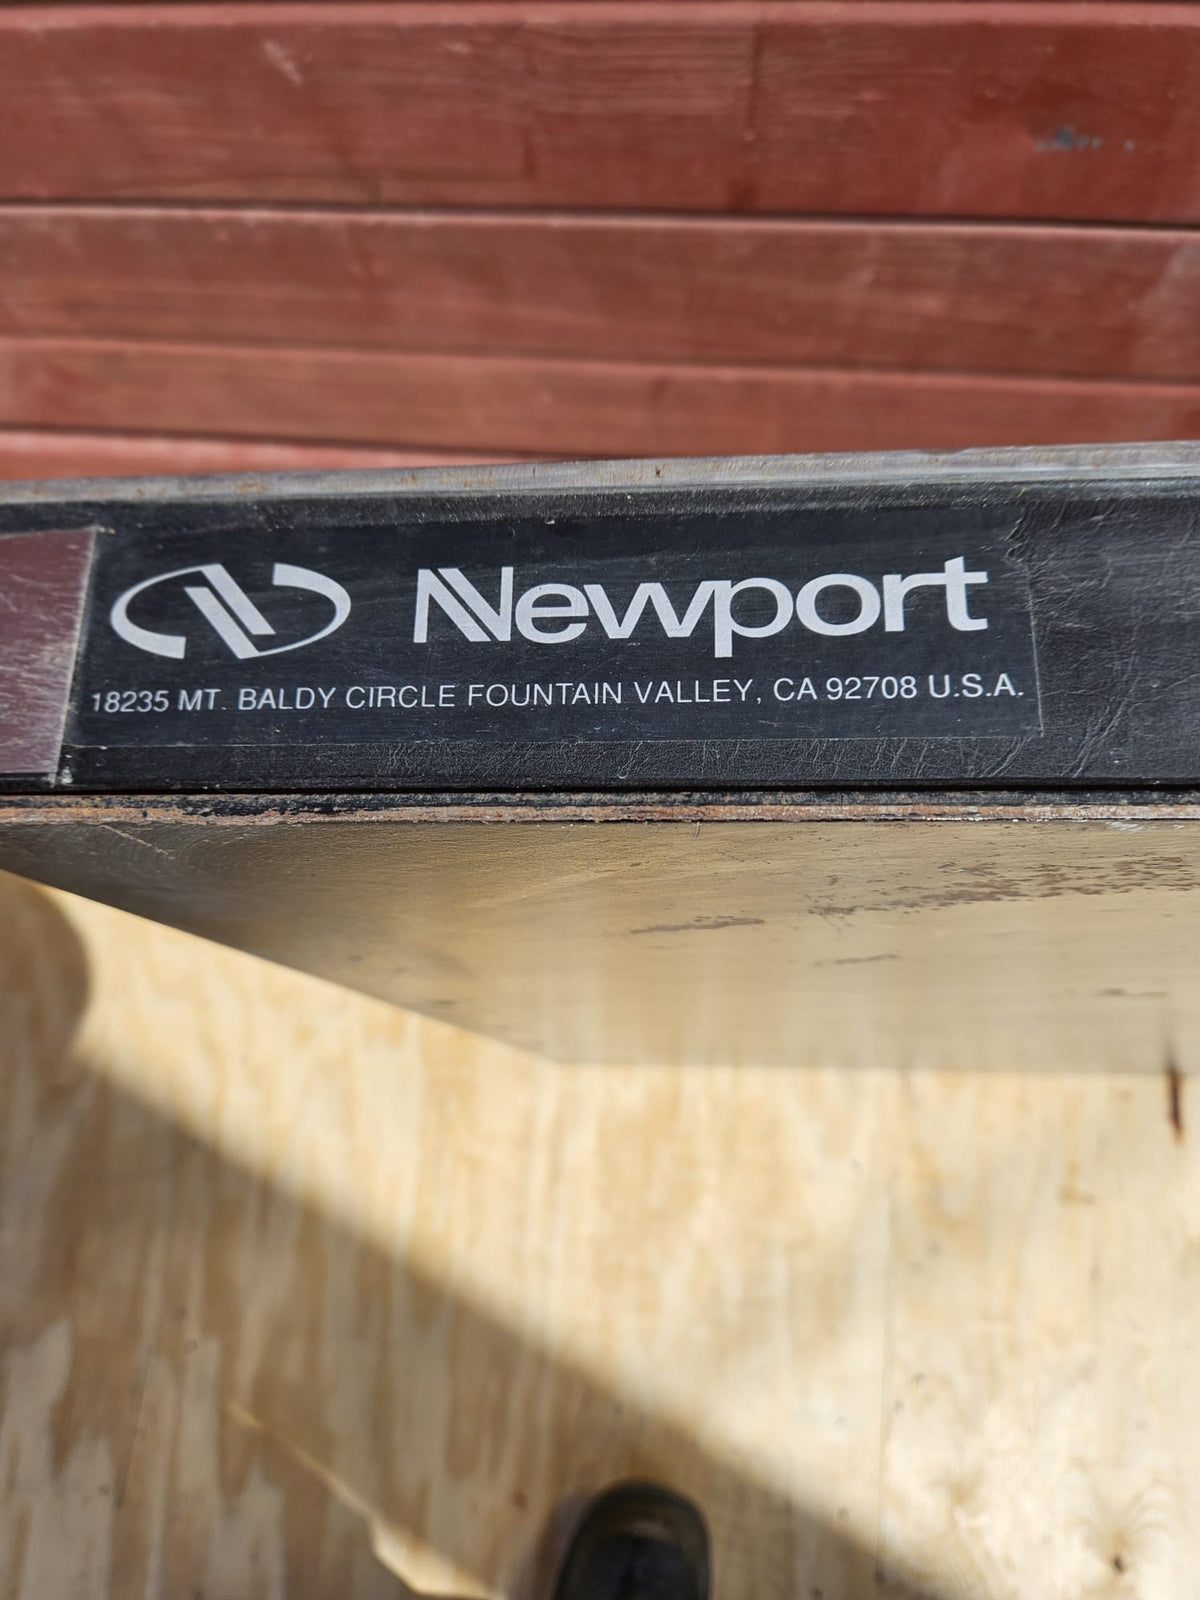 Newport
18235 MT. BALDY CIRCLE FOUNTAIN VALLEY, CA 92708 U.S.A.